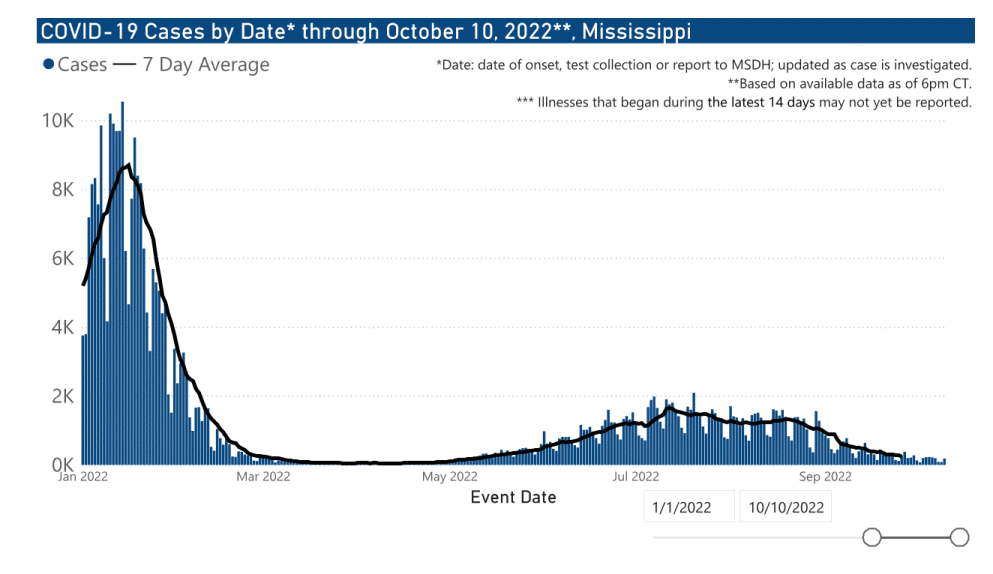 COVID-19 Cases by Date* through October 10, 2022**, Mississippi
Cases 7 Day Average
*Date: date of onset, test collection or report to MSDH; updated as case is investigated.
**Based on available data as of 6pm CT.
*** Illnesses that began during the latest 14 days may not yet be reported.
10K
8K
6K
4K
2K
0K
Jan 2022 Mar 2022 May 2022 Jul 2022 Sep 2022
Event Date
1/1/2022 10/10/2022